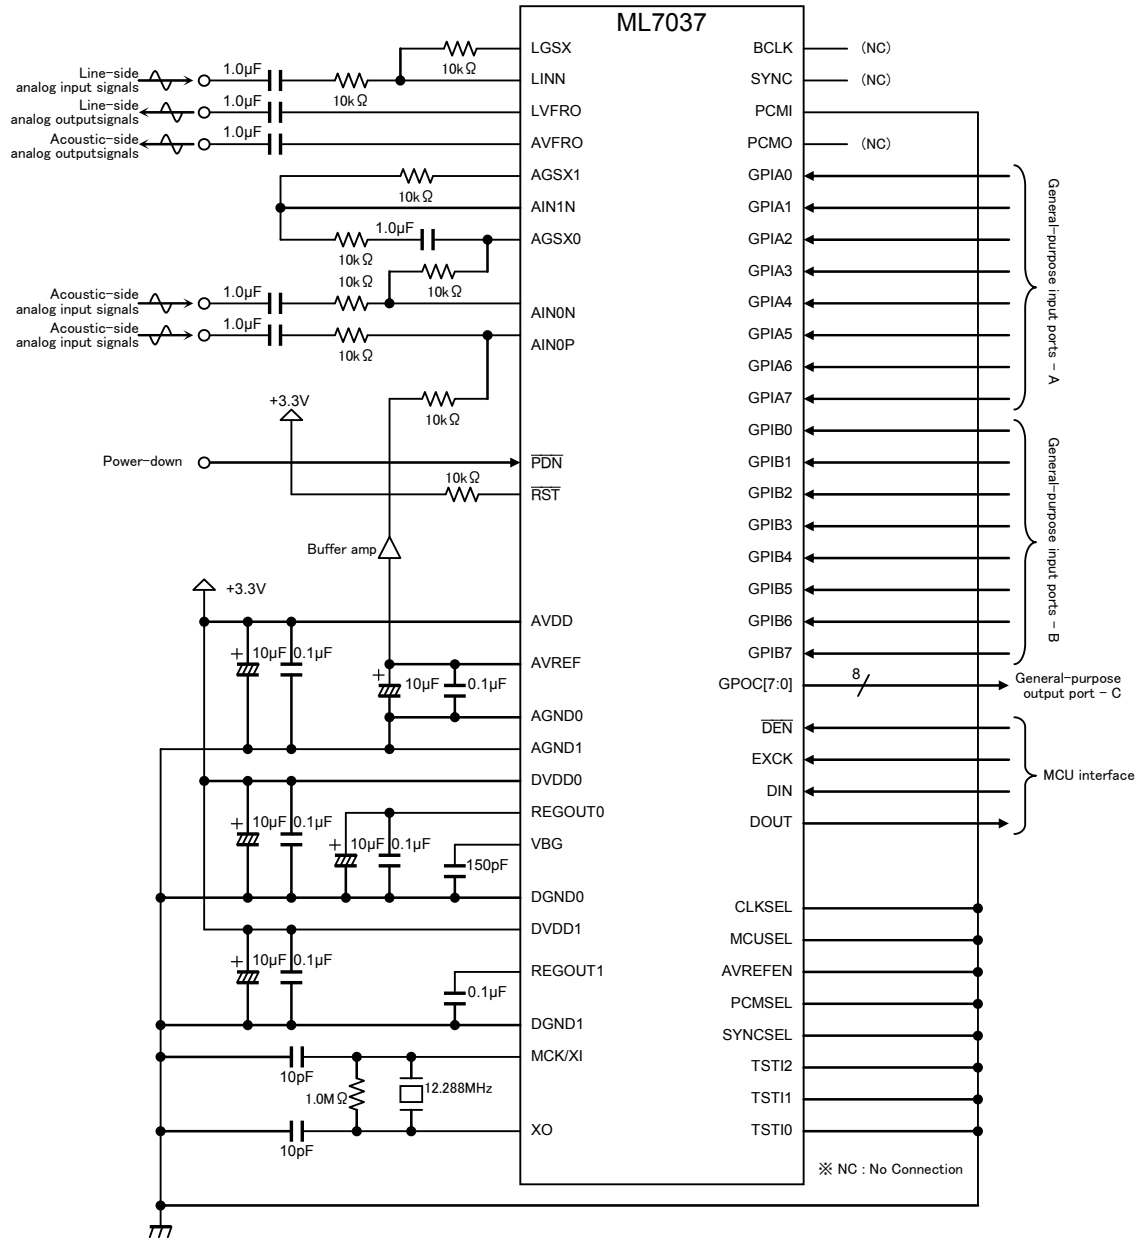 ML7037
LGSX
10kΩ
Line-side
analog input signals
1.0µF
10kΩ
LINN
Line-side
analog outputsignals
1.0µF
LVFRO
Acoustic-side
analog outputsignals
1.0µF
AVFRO
AGSX1
10kΩ
AIN1N
1.0µF
10kΩ
AGSX0
10kΩ
10kΩ
Acoustic-side
analog input signals
1.0µF
AIN0N
Acoustic-side
analog input signals
1.0µF
10kΩ
AIN0P
10kΩ
+3.3V
Power-down
PDN
10kΩ
RST
Buffer amp
+3.3V
AVDD
+
10µF
0.1µF
AVREF
+
10µF
0.1µF
AGND0
AGND1
DVDD0
+
10µF
0.1µF
REGOUT0
+
10µF
0.1µF
VBG
150pF
DGND0
DVDD1
+
10µF
0.1µF
REGOUT1
0.1µF
DGND1
MCK/XI
10pF
1.0MΩ
12.288MHz
XO
10pF
BCLK
(NC)
SYNC
(NC)
PCMI
PCMO
(NC)
GPIA0
GPIA1
GPIA2
GPIA3
GPIA4
GPIA5
GPIA6
GPIA7
General-purpose input ports - A
GPIB0
GPIB1
GPIB2
GPIB3
GPIB4
GPIB5
GPIB6
GPIB7
General-purpose input ports - B
GPOC[7:0]
8
General-purpose
output port - C
DEN
EXCK
DIN
DOUT
MCU interface
CLKSEL
MCUSEL
AVREFEN
PCMSEL
SYNCSEL
TSTI2
TSTI1
TSTI0
※ NC : No Connection